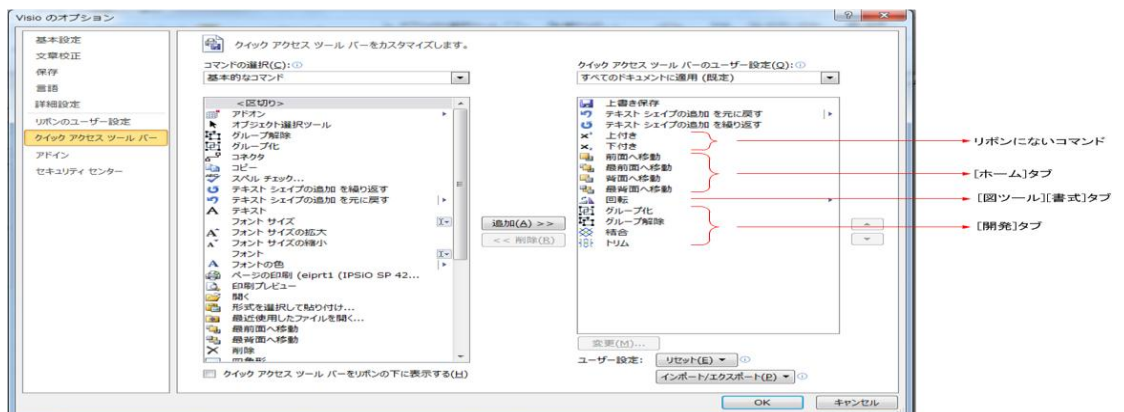 Visio のオプション
基本設定
文章校正
保存
言語
詳細設定
リボンのユーザー設定
クイック アクセス ツール バー
アドイン
セキュリティ センター
クイック アクセス ツール バーをカスタマイズします。
コマンドの選択(C):
基本的なコマンド
<区切り>
アドオン
オブジェクト選択ツール
グループ解除
グループ化
コネクタ
コピー
スペル チェック...
テキスト シェイプの追加 を繰り返す
テキスト シェイプの追加 を元に戻す
テキスト
フォント サイズ
フォント サイズの拡大
フォント サイズの縮小
フォント
フォントの色
ページの印刷 (eiprt1 (IPSiO SP 42...
印刷プレビュー
開く
形式を選択して貼り付け...
最近使用したファイルを開く...
最前面へ移動
最背面へ移動
削除
四角形
クイック アクセス ツール バーをリボンの下に表示する(H)
追加(A) >>
<< 削除(R)
クイック アクセス ツール バーのユーザー設定(Q):
すべてのドキュメントに適用 (既定)
上書き保存
テキスト シェイプの追加 を元に戻す
テキスト シェイプの追加 を繰り返す
上付き
下付き
前面へ移動
最前面へ移動
背面へ移動
最背面へ移動
回転
グループ化
グループ解除
結合
トリム
変更(M)...
ユーザー設定:
リセット(E)
インポート/エクスポート(P)
OK
キャンセル
リボンにないコマンド
[ホーム]タブ
[図ツール][書式]タブ
[開発]タブ